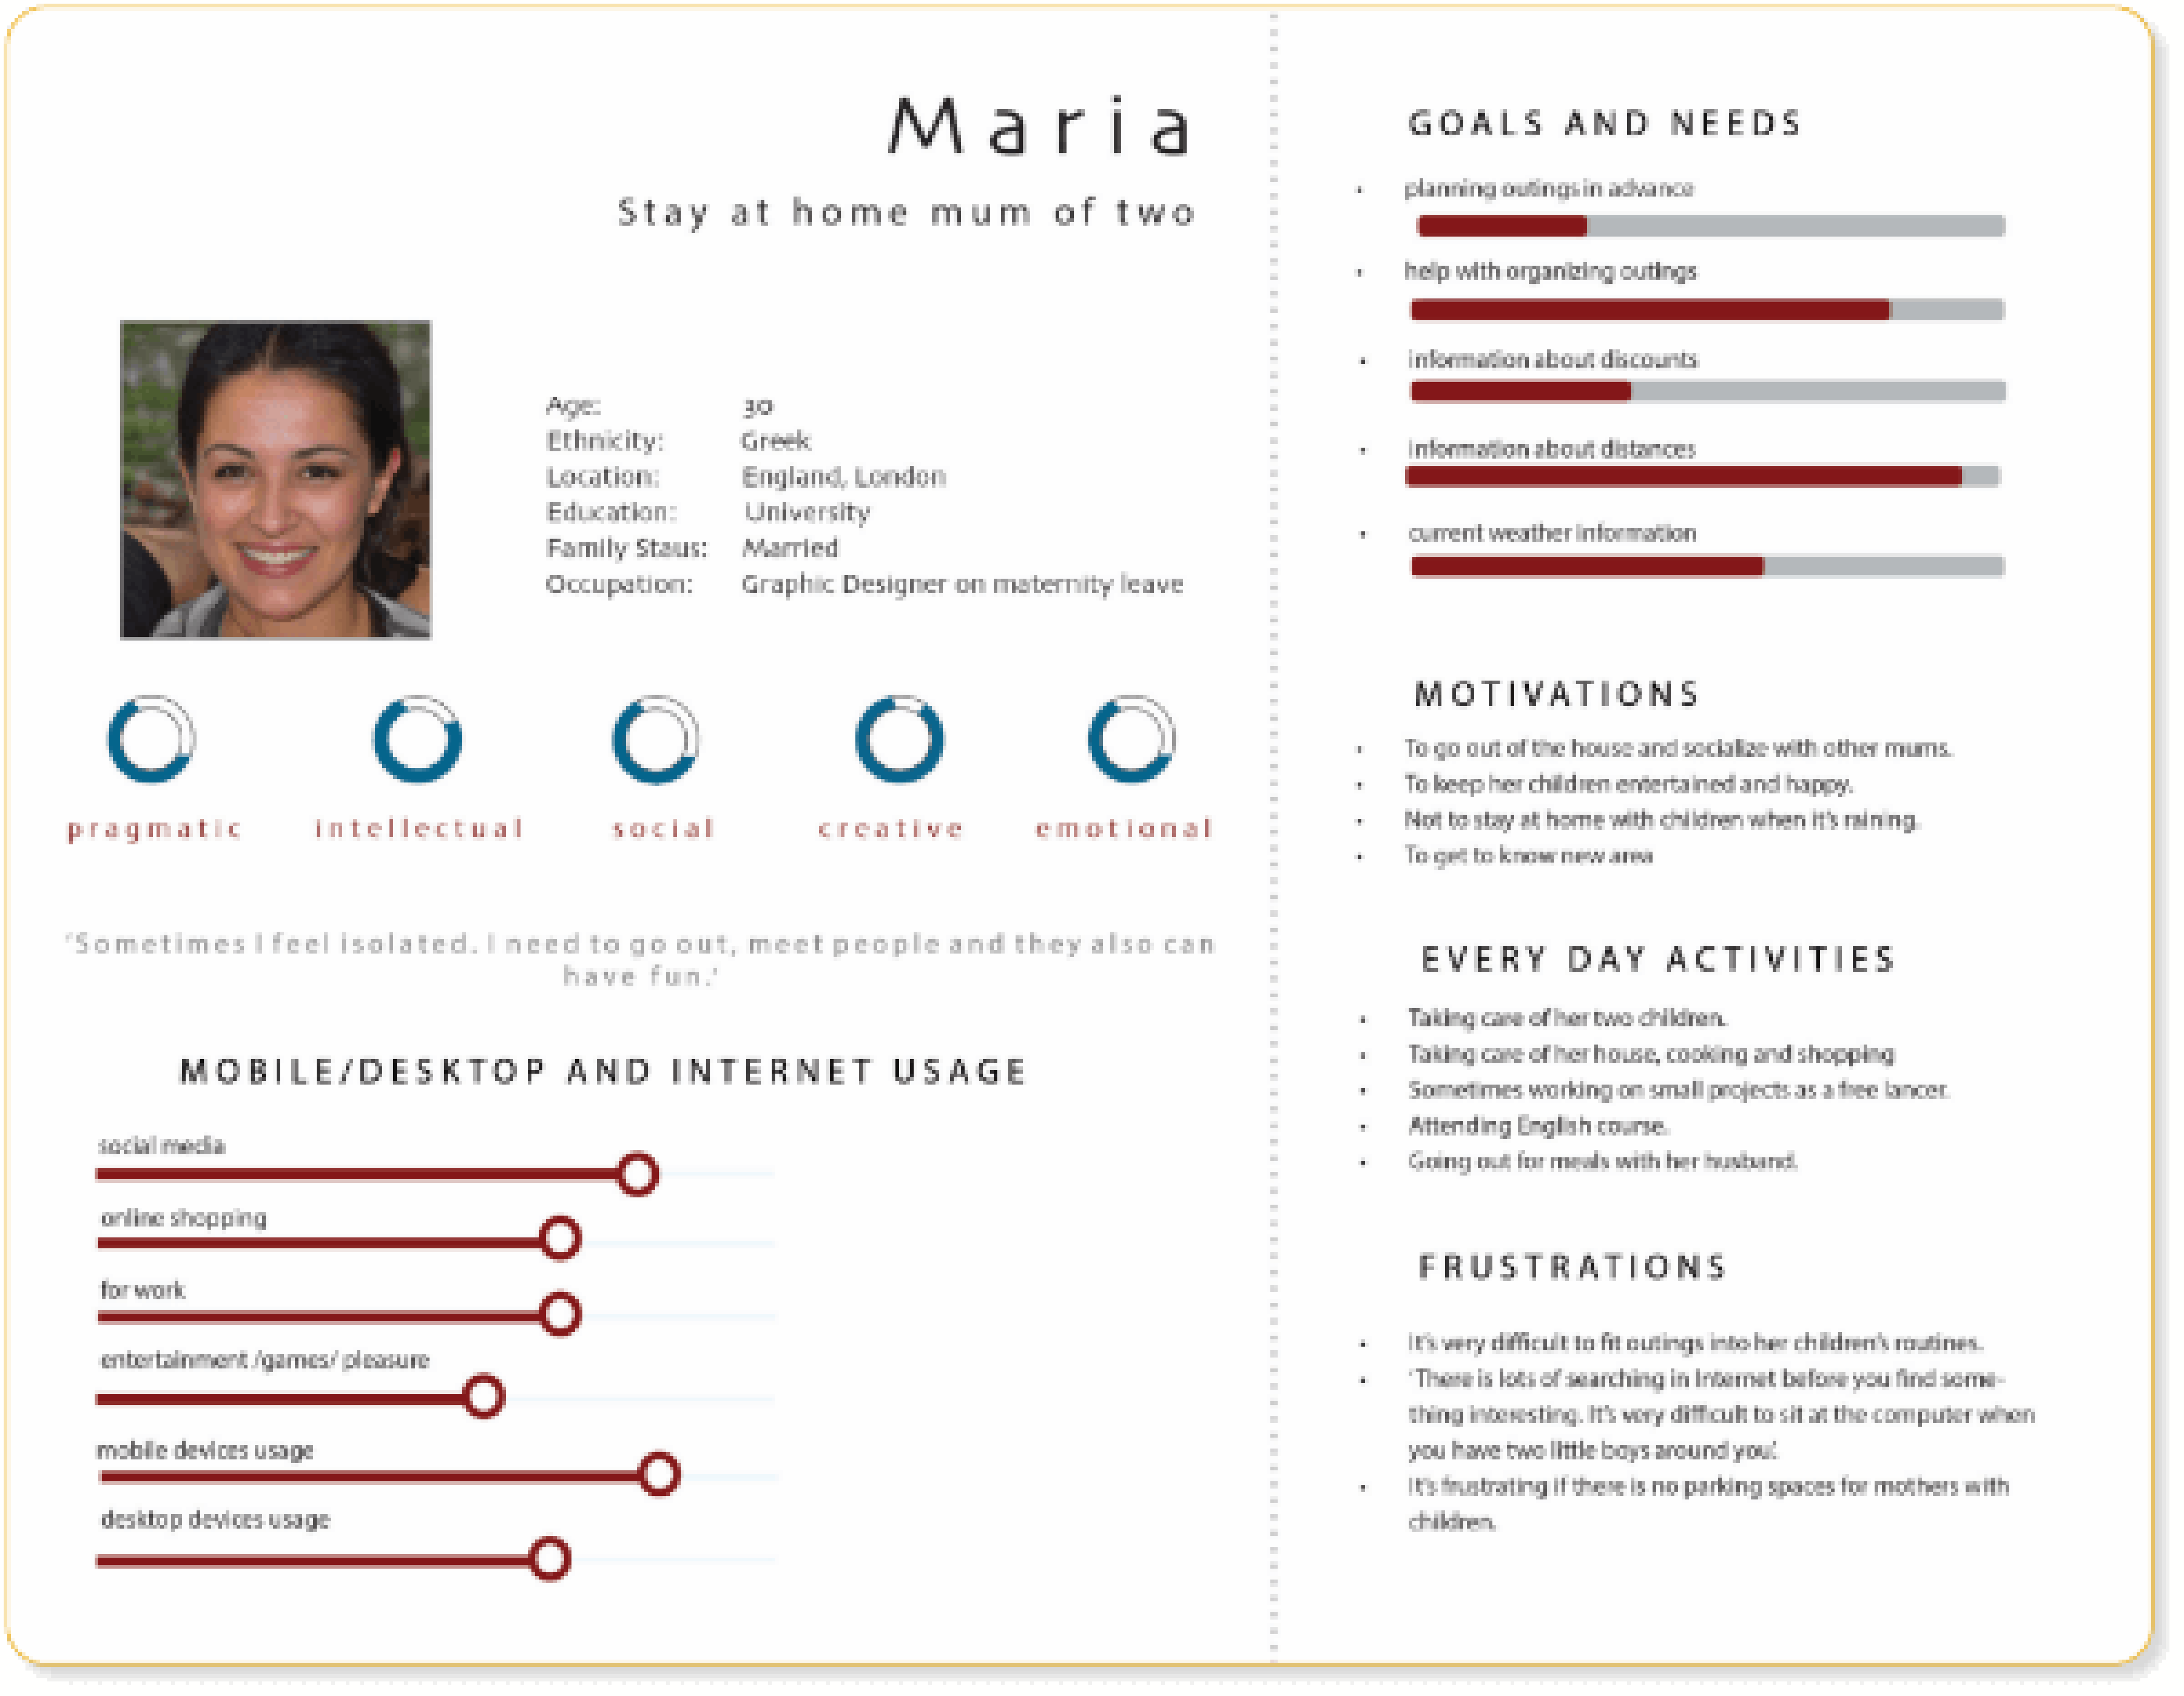 Maria
Stay at home mum of two
Age: 30
Ethnicity: Greek
Location: England, London
Education: University
Family Staus: Married
Occupation: Graphic Designer on maternity leave
pragmatic intellectual social creative emotional
'Sometimes I feel isolated. I need to go out, meet people and they also can
have fun.'
MOBILE/DESKTOP AND INTERNET USAGE
social media
online shopping
for work
entertainment /games/ pleasure
mobile devices usage
desktop devices usage
GOALS AND NEEDS
• planning outings in advance
• help with organizing outings
• information about discounts
• information about distances
• current weather information
MOTIVATIONS
• To go out of the house and socialize with other mums.
• To keep her children entertained and happy.
• Not to stay at home with children when it's raining.
• To get to know new area
EVERY DAY ACTIVITIES
• Taking care of her two children.
• Taking care of her house, cooking and shopping
• Sometimes working on small projects as a free lancer.
• Attending English course.
• Going out for meals with her husband.
FRUSTRATIONS
• It's very difficult to fit outings into her children's routines.
• 'There is lots of searching in Internet before you find some-
thing interesting. It's very difficult to sit at the computer when
you have two little boys around you'.
• It's frustrating if there is no parking spaces for mothers with
children.